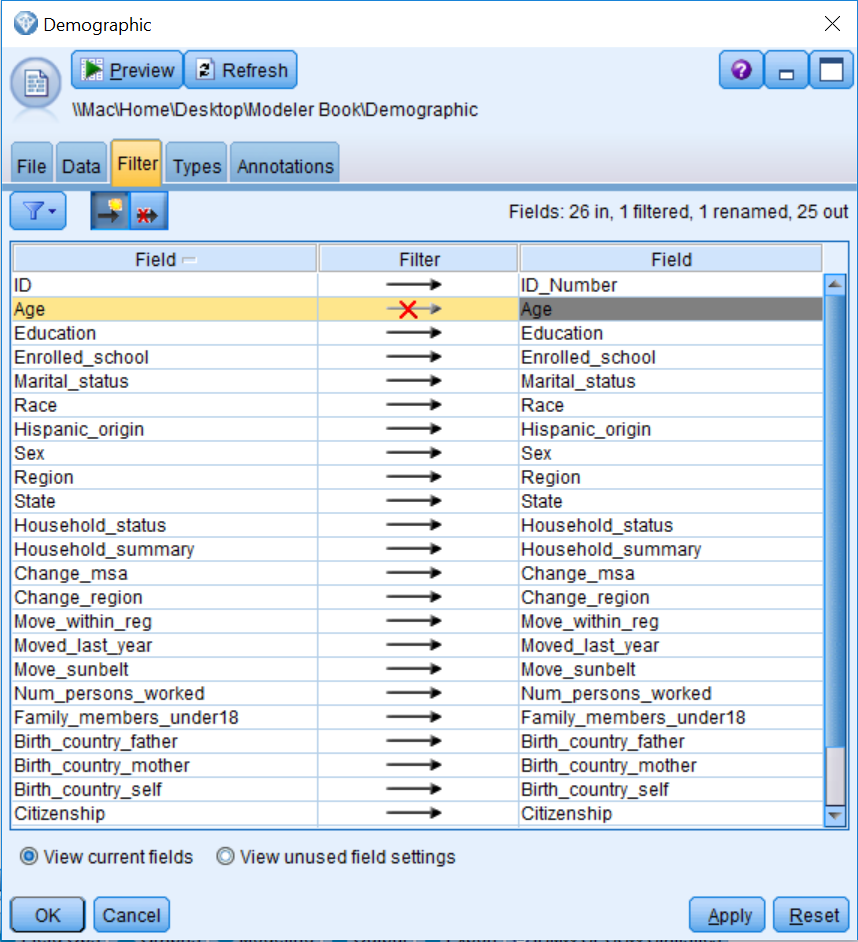 Demographic
Preview Refresh ?
\\Mac\Home\Desktop\Modeler Book\Demographic
File Data Filter Types Annotations
Fields: 26 in, 1 filtered, 1 renamed, 25 out
Field Filter Field
ID ID_Number
Age Age
Education Education
Enrolled_school Enrolled_school
Marital_status Marital_status
Race Race
Hispanic_origin Hispanic_origin
Sex Sex
Region Region
State State
Household_status Household_status
Household_summary Household_summary
Change_msa Change_msa
Change_region Change_region
Move_within_reg Move_within_reg
Moved_last_year Moved_last_year
Move_sunbelt Move_sunbelt
Num_persons_worked Num_persons_worked
Family_members_under18 Family_members_under18
Birth_country_father Birth_country_father
Birth_country_mother Birth_country_mother
Birth_country_self Birth_country_self
Citizenship Citizenship
View current fields View unused field settings
OK Cancel Apply Reset